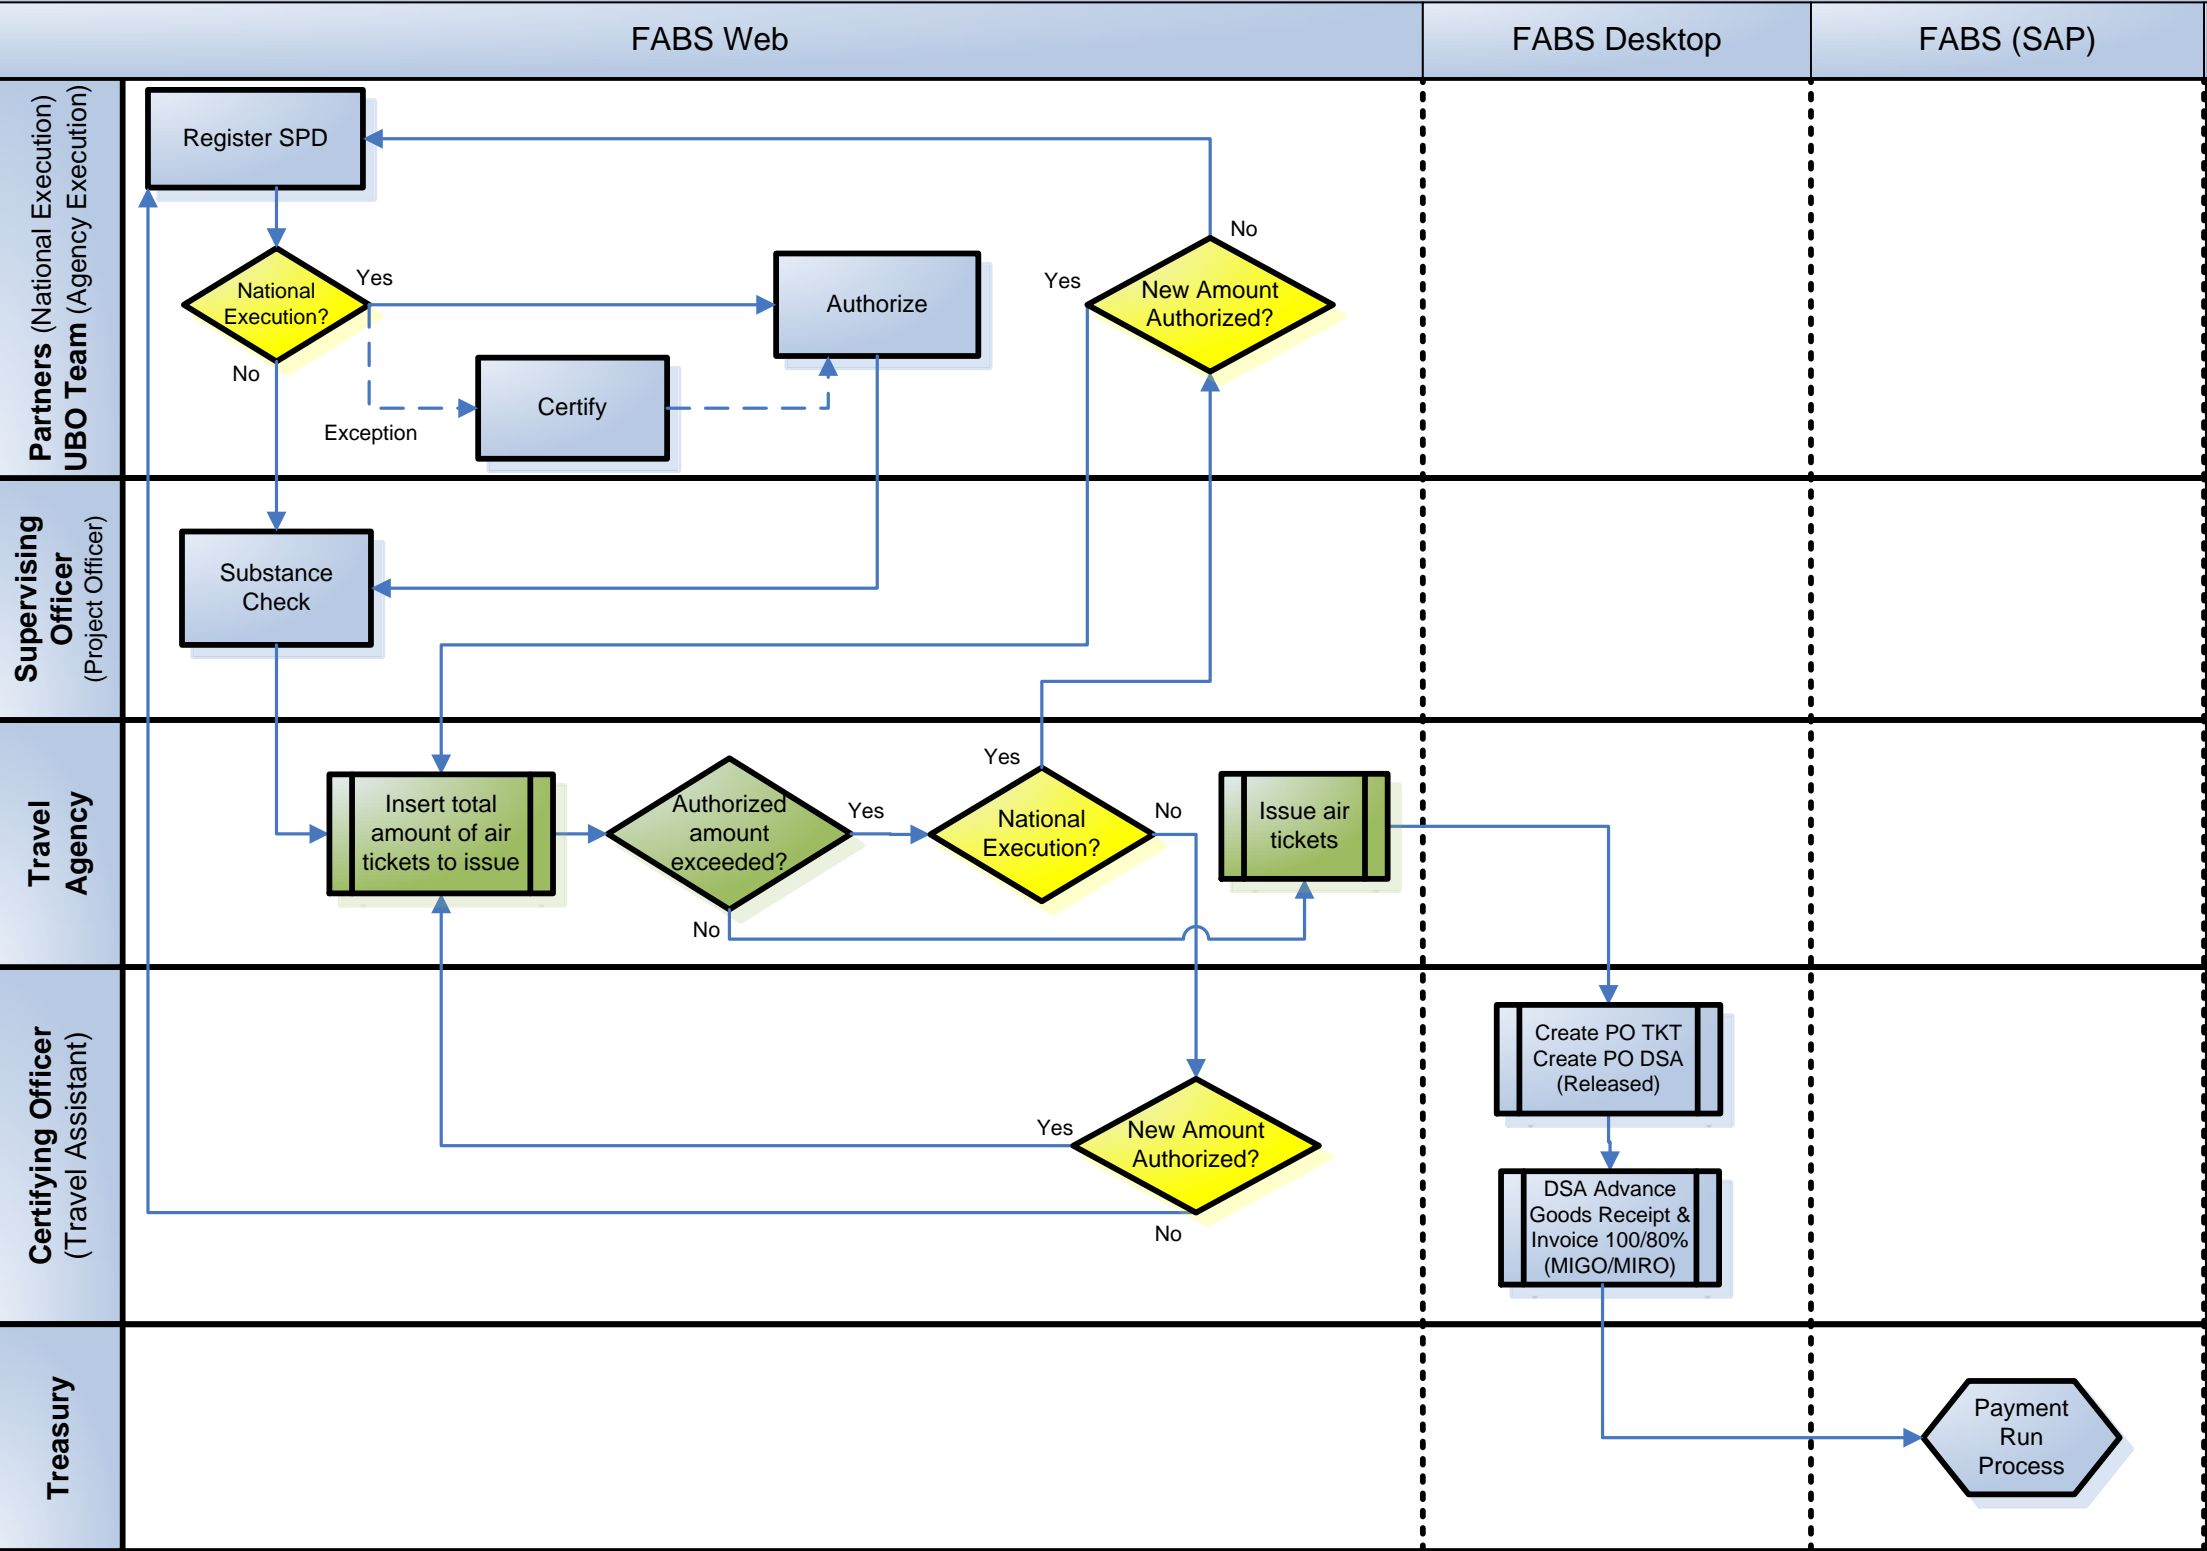 FABS Web
FABS Desktop
FABS (SAP)
Partners (National Execution)
UBO Team (Agency Execution)
Register SPD
National
Execution?
Yes
No
Exception
Certify
Authorize
New Amount
Authorized?
Yes
No
Supervising
Officer
(Project Officer)
Substance
Check
Travel
Agency
Insert total
amount of air
tickets to issue
Authorized
amount
exceeded?
Yes
No
National
Execution?
Yes
No
Issue air
tickets
Certifying Officer
(Travel Assistant)
New Amount
Authorized?
Yes
No
Create PO TKT
Create PO DSA
(Released)
DSA Advance
Goods Receipt &
Invoice 100/80%
(MIGO/MIRO)
Treasury
Payment
Run
Process